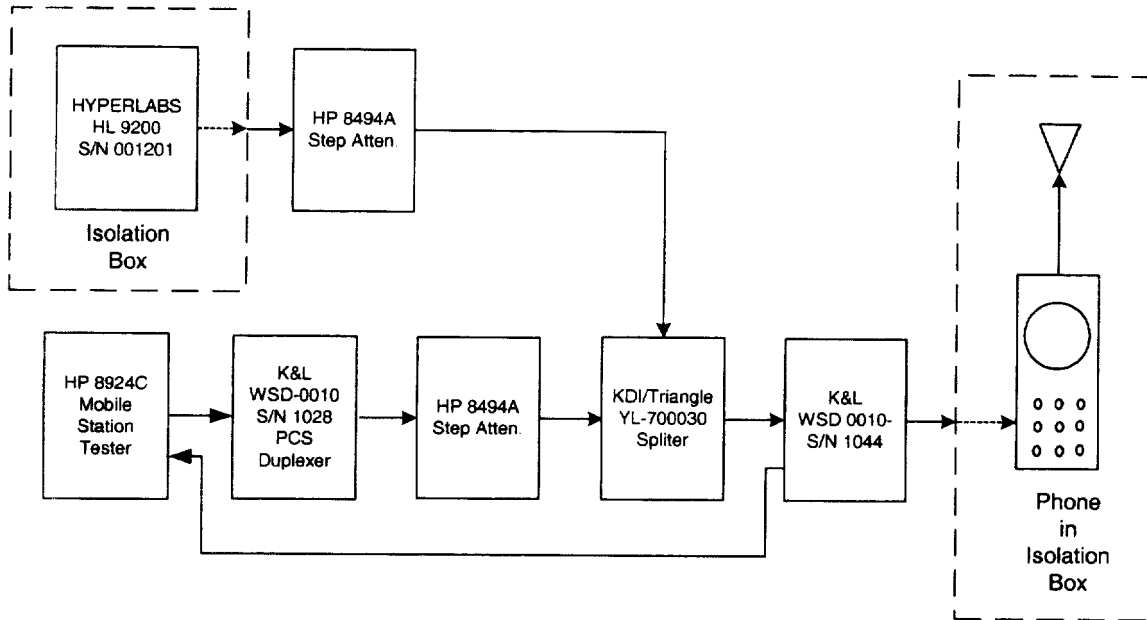 HYPERLABS
HL 9200
S/N 001201
Isolation
Box
HP 8494A
Step Atten.
HP 8924C
Mobile
Station
Tester
K&L
WSD-0010
S/N 1028
PCS
Duplexer
HP 8494A
Step Atten.
KDI/Triangle
YL-700030
Spliter
K&L
WSD 0010-
S/N 1044
Phone
in
Isolation
Box